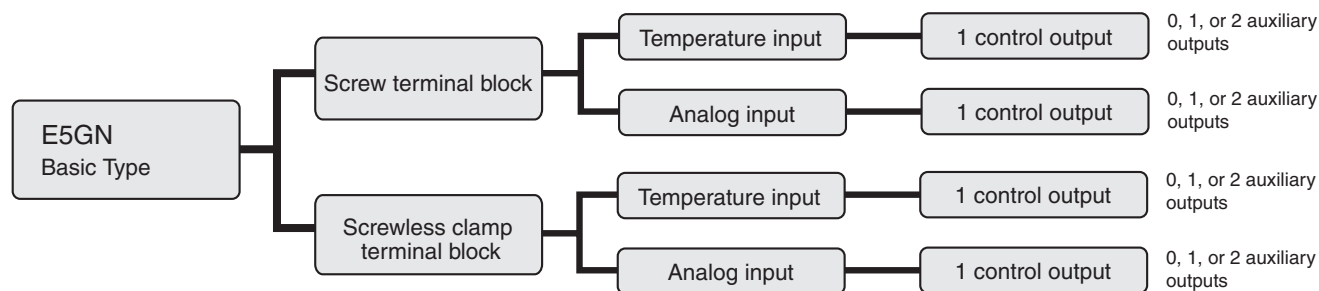 E5GN
Basic Type
Screw terminal block
Temperature input
1 control output
0, 1, or 2 auxiliary
outputs
Analog input
1 control output
0, 1, or 2 auxiliary
outputs
Screwless clamp
terminal block
Temperature input
1 control output
0, 1, or 2 auxiliary
outputs
Analog input
1 control output
0, 1, or 2 auxiliary
outputs